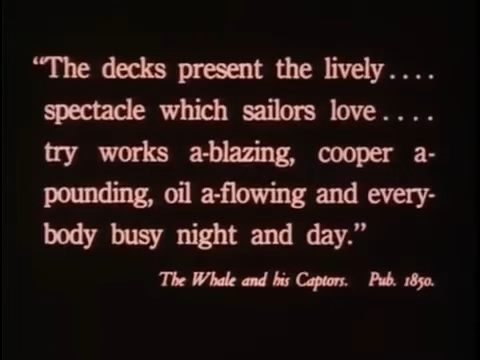 “The decks present the lively....
spectacle which sailors love....
try works a-blazing, cooper a-
pounding, oil a-flowing and every-
body busy night and day.”
The Whale and his Captors. Pub. 1850.